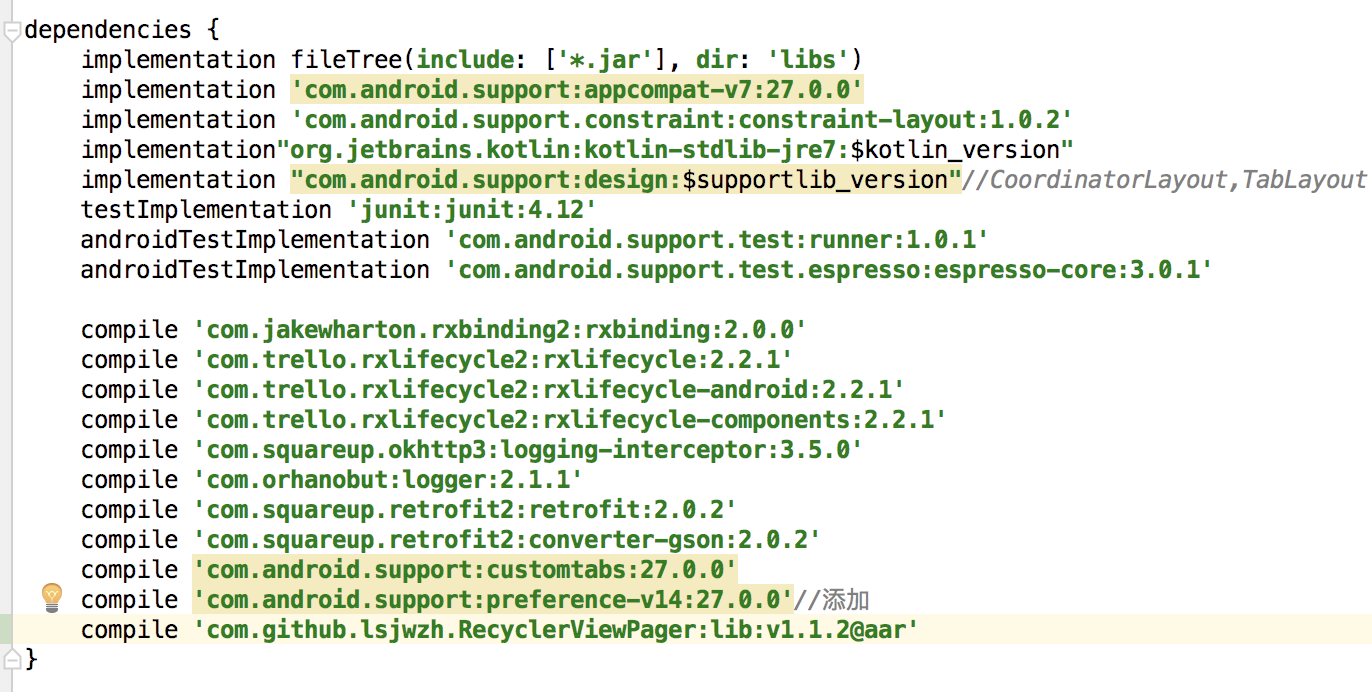 dependencies {
    implementation fileTree(include: ['*.jar'], dir: 'libs')
    implementation 'com.android.support:appcompat-v7:27.0.0'
    implementation 'com.android.support.constraint:constraint-layout:1.0.2'
    implementation"org.jetbrains.kotlin:kotlin-stdlib-jre7:$kotlin_version"
    implementation "com.android.support:design:$supportlib_version"//CoordinatorLayout,TabLayout
    testImplementation 'junit:junit:4.12'
    androidTestImplementation 'com.android.support.test:runner:1.0.1'
    androidTestImplementation 'com.android.support.test.espresso:espresso-core:3.0.1'

    compile 'com.jakewharton.rxbinding2:rxbinding:2.0.0'
    compile 'com.trello.rxlifecycle2:rxlifecycle:2.2.1'
    compile 'com.trello.rxlifecycle2:rxlifecycle-android:2.2.1'
    compile 'com.trello.rxlifecycle2:rxlifecycle-components:2.2.1'
    compile 'com.squareup.okhttp3:logging-interceptor:3.5.0'
    compile 'com.orhanobut:logger:2.1.1'
    compile 'com.squareup.retrofit2:retrofit:2.0.2'
    compile 'com.squareup.retrofit2:converter-gson:2.0.2'
    compile 'com.android.support:customtabs:27.0.0'
    compile 'com.android.support:preference-v14:27.0.0'//添加
    compile 'com.github.lsjwzh.RecyclerViewPager:lib:v1.1.2@aar'
}